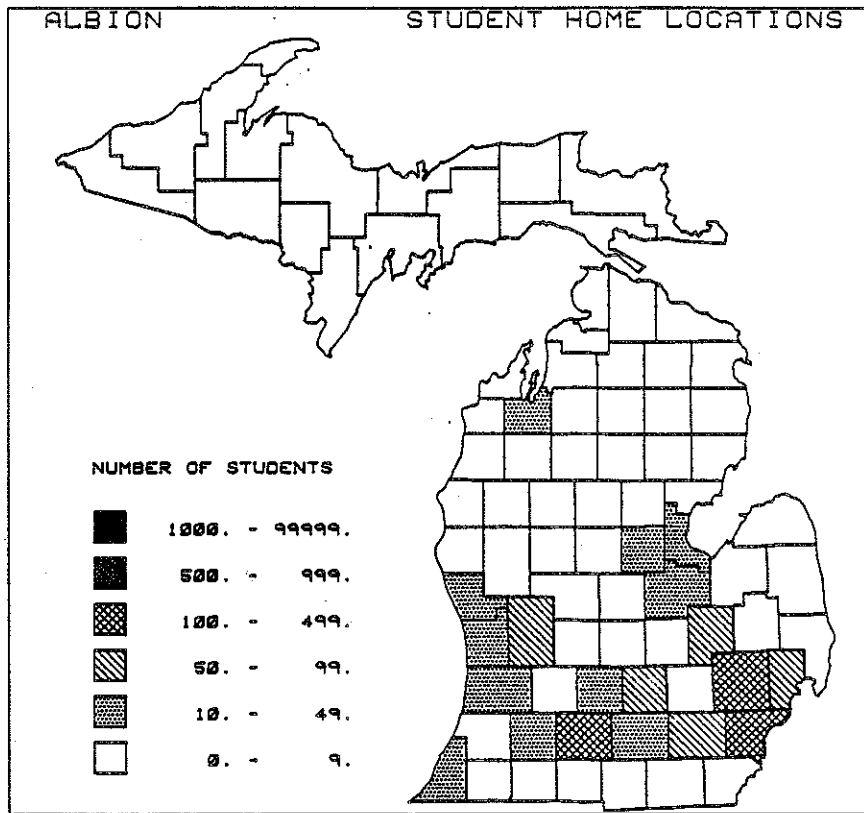 ALBION STUDENT HOME LOCATIONS
NUMBER OF STUDENTS
1000. - 99999.
500. - 999.
100. - 499.
50. - 99.
10. - 49.
0. - 9.